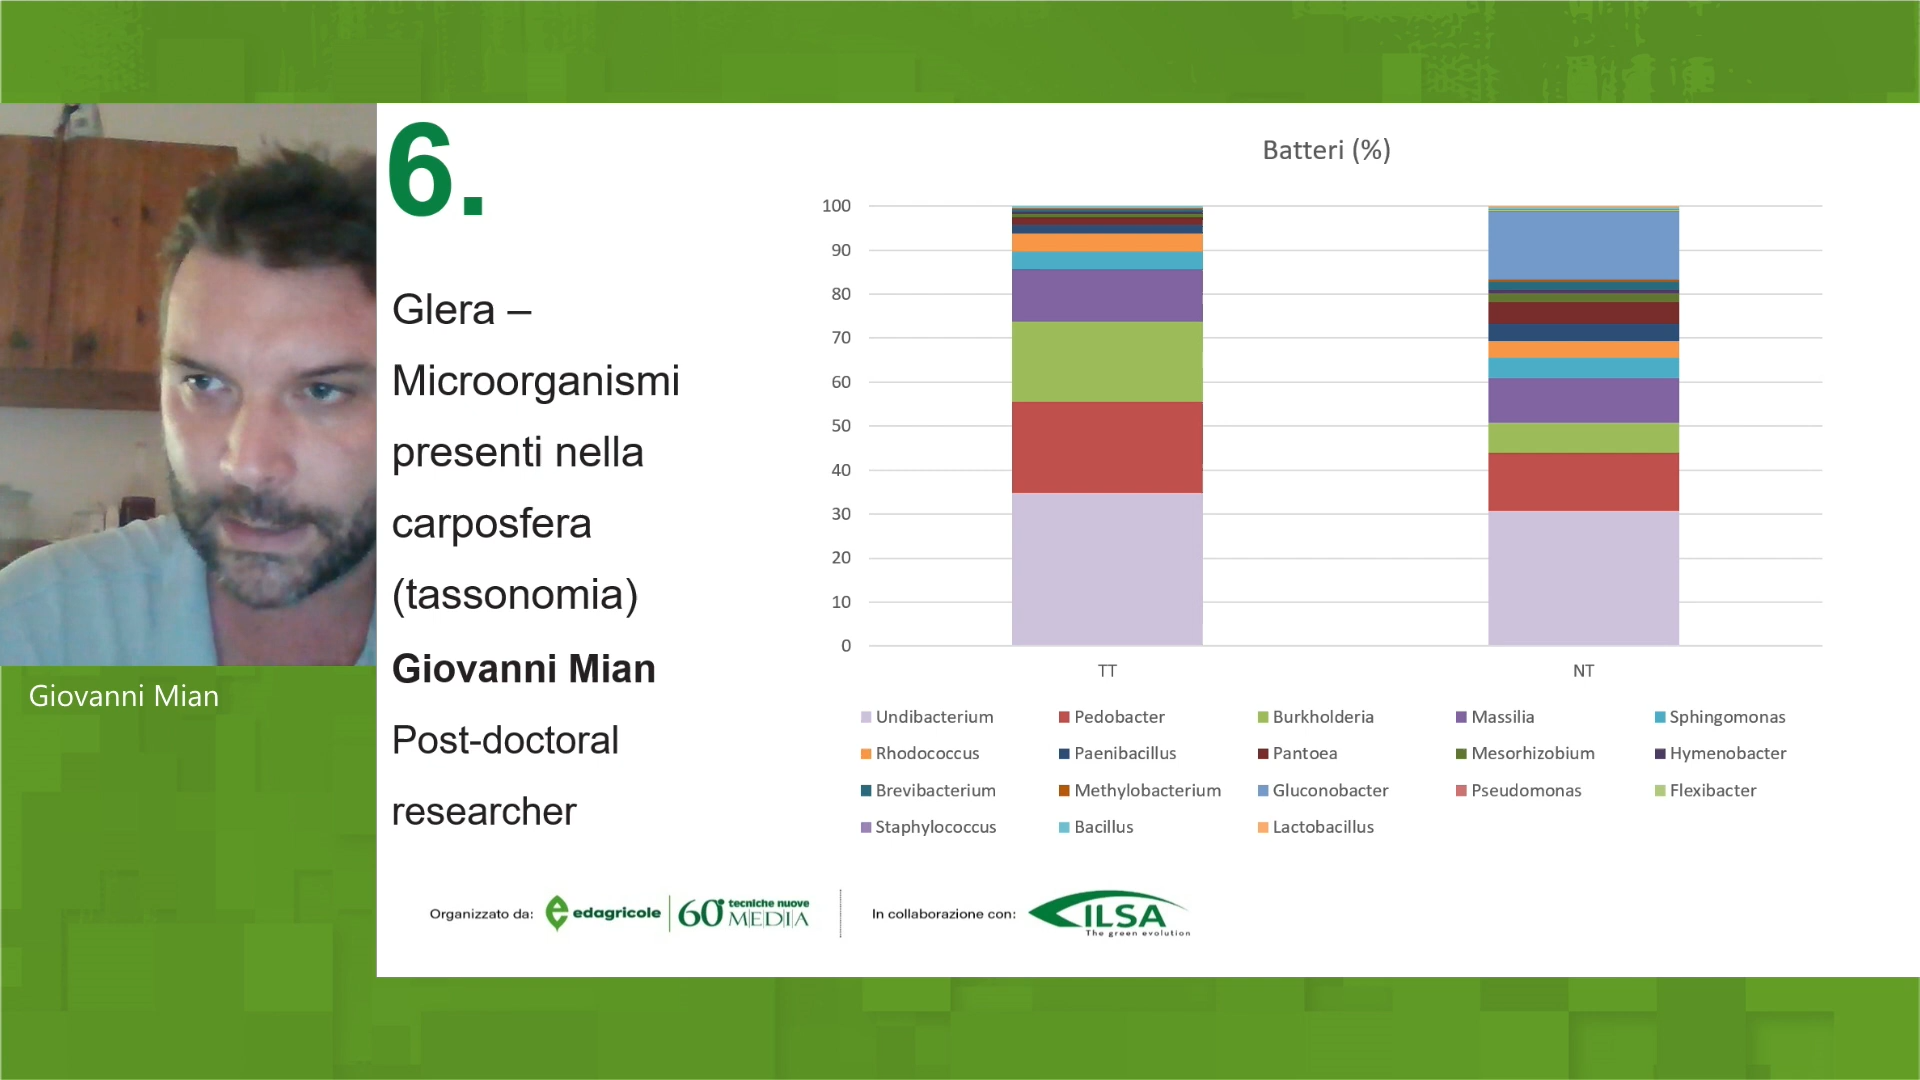 6.
Glera –
Microorganismi
presenti nella
carposfera
(tassonomia)
Giovanni Mian
Post-doctoral
researcher
Giovanni Mian
Batteri (%)
100
90
80
70
60
50
40
30
20
10
0
TT NT
Undibacterium Pedobacter Burkholderia Massilia Sphingomonas
Rhodococcus Paenibacillus Pantoea Mesorhizobium Hymenobacter
Brevibacterium Methylobacterium Gluconobacter Pseudomonas Flexibacter
Staphylococcus Bacillus Lactobacillus
Organizzato da: edagricole 60° tecniche nuove MEDIA In collaborazione con: ILSA
The green evolution